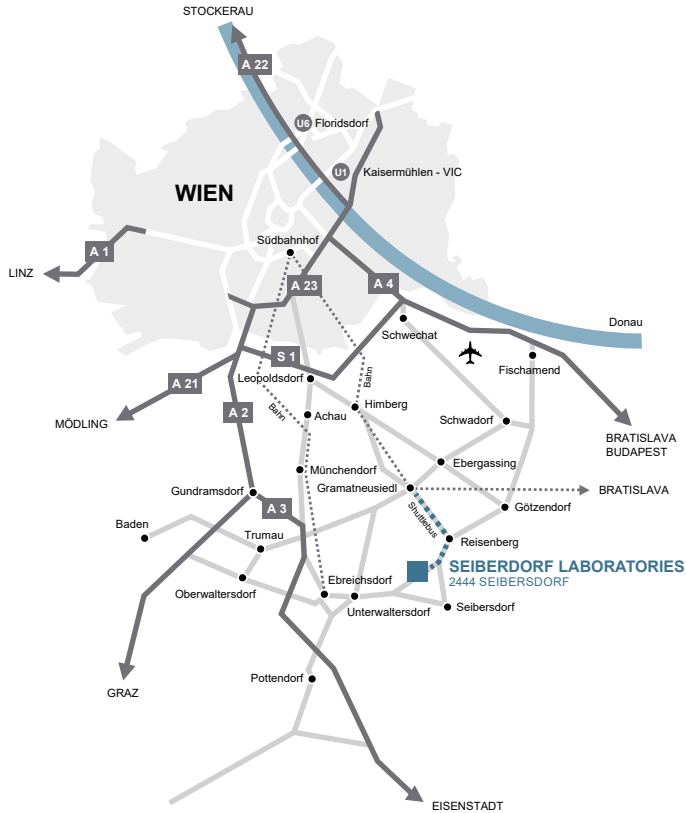 STOCKERAU
A 22
U6 Floridsdorf
U1 Kaisermühlen - VIC
WIEN
Südbahnhof
A 1
LINZ
A 23
A 4
Donau
Schwechat
S 1
Fischamend
Leopoldsdorf
Bahn
A 21
Himberg
Bahn
A 2
Achau
MÖDLING
Schwadorf
BRATISLAVA
BUDAPEST
Münchendorf
Ebergassing
Gundramsdorf
Gramatneusiedl
BRATISLAVA
A 3
Shuttlebus
Götzendorf
Baden
Trumau
Reisenberg
SEIBERDORF LABORATORIES
2444 SEIBERSDORF
Oberwaltersdorf
Ebreichsdorf
Unterwaltersdorf
Seibersdorf
Pottendorf
GRAZ
EISENSTADT